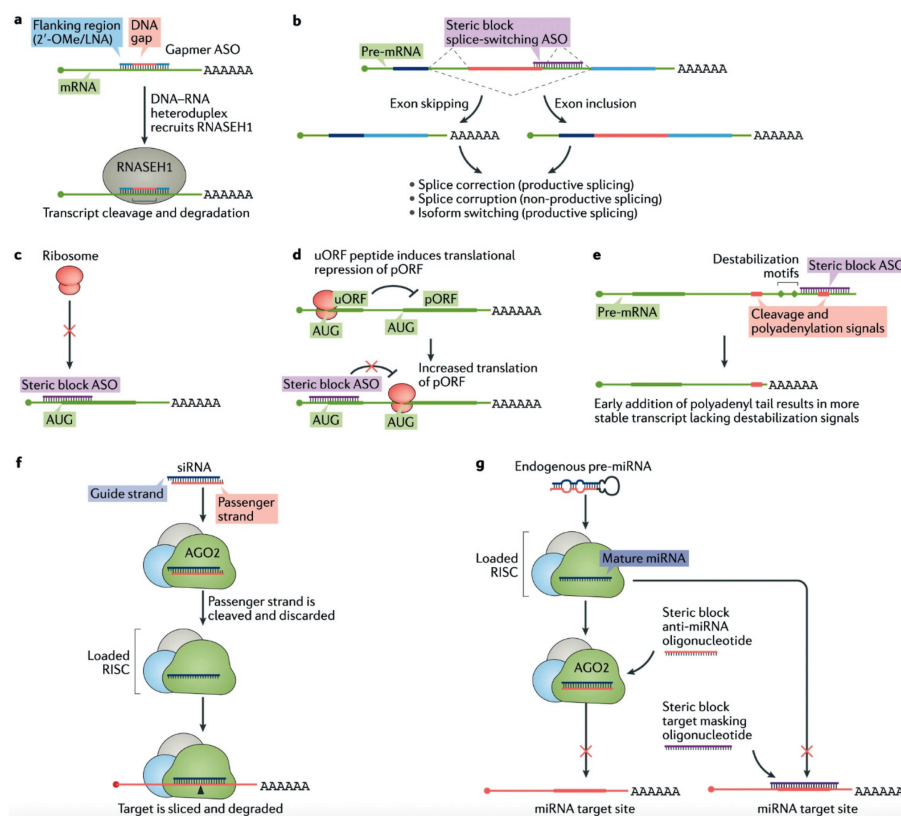 a
Flanking region
(2′-OMe/LNA)
DNA
gap
Gapmer ASO
AAAAAA
mRNA
DNA–RNA
heteroduplex
recruits RNASEH1
RNASEH1
AAAAAA
Transcript cleavage and degradation
b
Steric block
splice-switching ASO
Pre-mRNA
AAAAAA
Exon skipping
Exon inclusion
AAAAAA
AAAAAA
• Splice correction (productive splicing)
• Splice corruption (non-productive splicing)
• Isoform switching (productive splicing)
c
Ribosome
Steric block ASO
AAAAAA
AUG
d
uORF peptide induces translational
repression of pORF
uORF
pORF
AAAAAA
AUG
AUG
Increased translation
of pORF
Steric block ASO
AAAAAA
AUG
AUG
e
Destabilization
motifs
Steric block ASO
Pre-mRNA
Cleavage and
polyadenylation signals
AAAAAA
Early addition of polyadenyl tail results in more
stable transcript lacking destabilization signals
f
siRNA
Guide strand
Passenger
strand
AGO2
Passenger strand is
cleaved and discarded
Loaded
RISC
AAAAAA
Target is sliced and degraded
g
Endogenous pre-miRNA
Loaded
RISC
Mature miRNA
Steric block
anti-miRNA
oligonucleotide
AGO2
Steric block
target masking
oligonucleotide
AAAAAA
miRNA target site
AAAAAA
miRNA target site